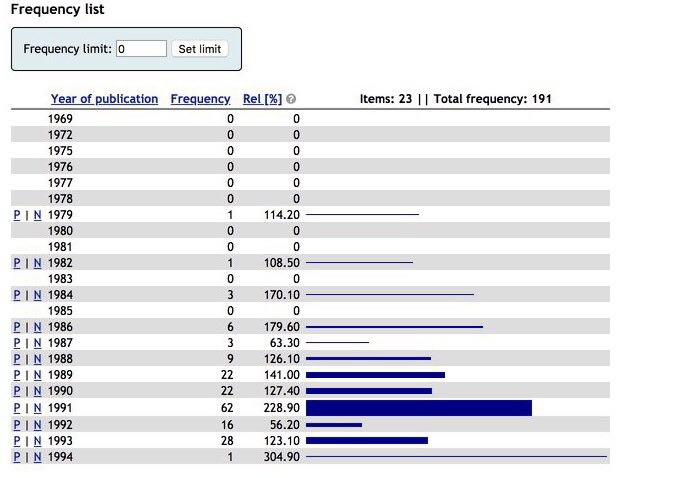 Frequency list
Frequency limit: 0 Set limit
Year of publication Frequency Rel [%] ? Items: 23 || Total frequency: 191
1969 0 0
1972 0 0
1975 0 0
1976 0 0
1977 0 0
1978 0 0
P | N 1979 1 114.20
1980 0 0
1981 0 0
P | N 1982 1 108.50
1983 0 0
P | N 1984 3 170.10
1985 0 0
P | N 1986 6 179.60
P | N 1987 3 63.30
P | N 1988 9 126.10
P | N 1989 22 141.00
P | N 1990 22 127.40
P | N 1991 62 228.90
P | N 1992 16 56.20
P | N 1993 28 123.10
P | N 1994 1 304.90